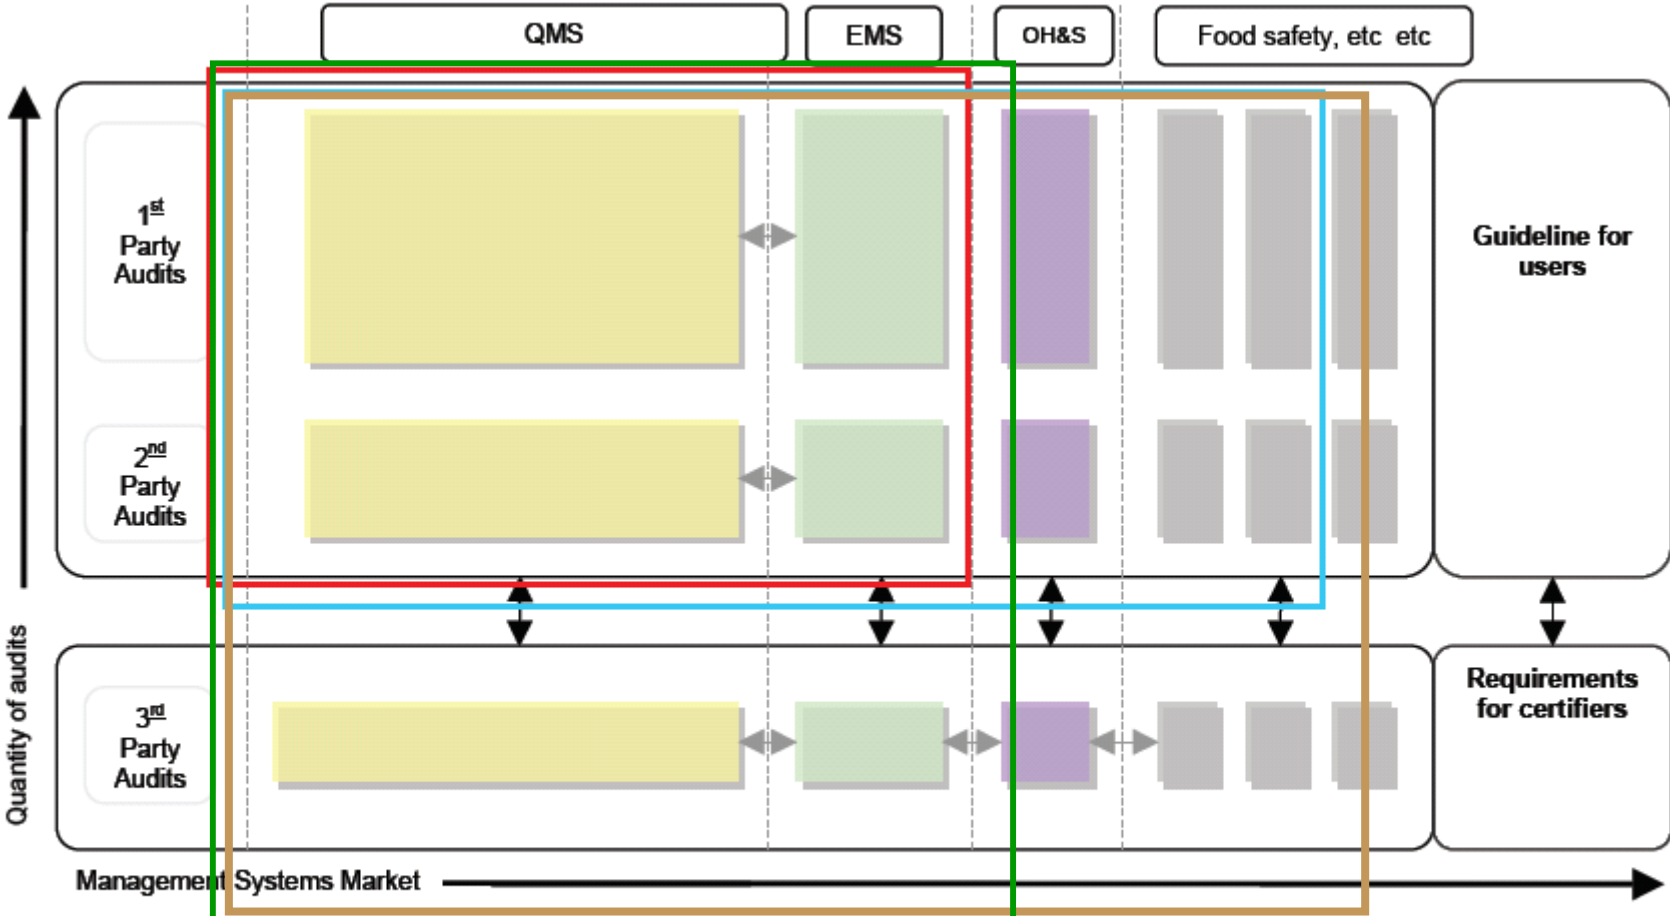 QMS
EMS
OH&S
Food safety, etc etc
1st
Party
Audits
Guideline for
users
2nd
Party
Audits
Quantity of audits
3rd
Party
Audits
Requirements
for certifiers
Management Systems Market